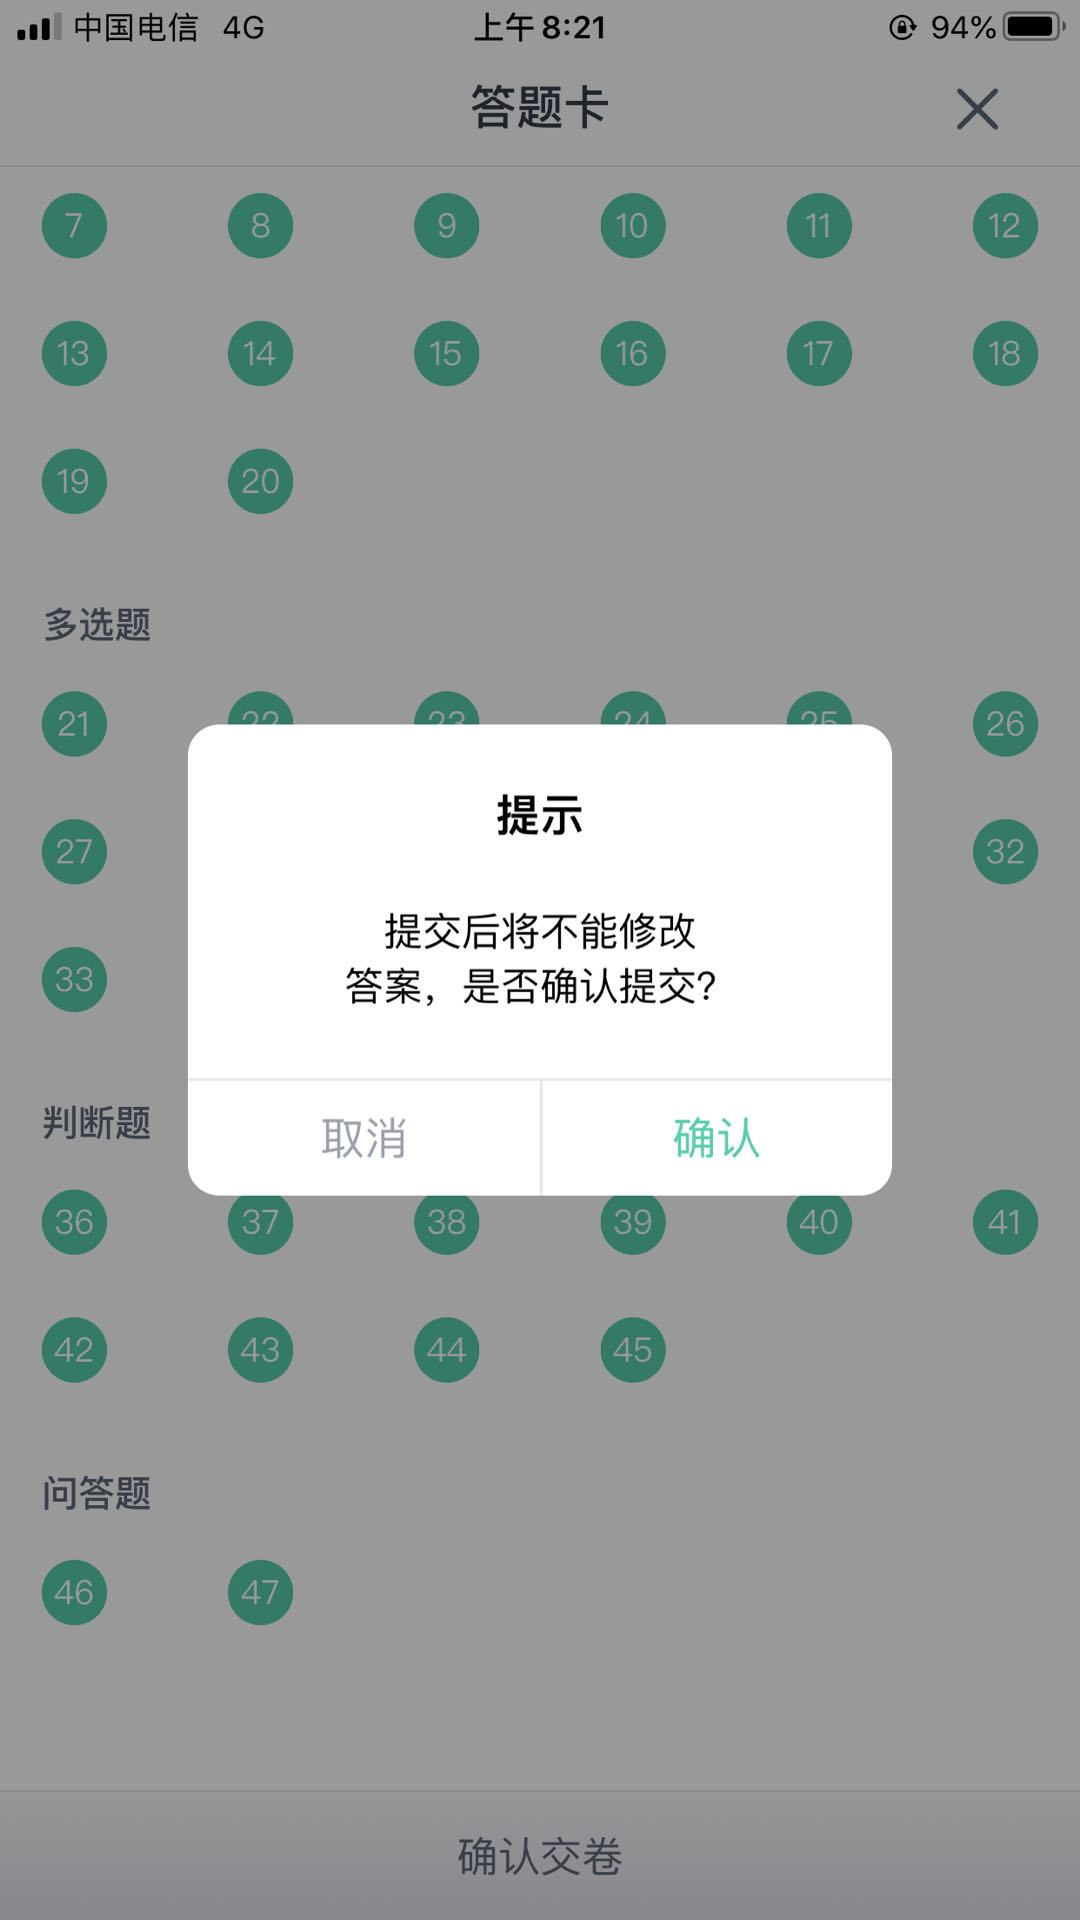 中国电信 4G 上午8:21 94%
答题卡
7 8 9 10 11 12
13 14 15 16 17 18
19 20
多选题
21 22 23 24 25 26
27 32
33
提示
提交后将不能修改
答案，是否确认提交?
取消 确认
判断题
36 37 38 39 40 41
42 43 44 45
问答题
46 47
确认交卷